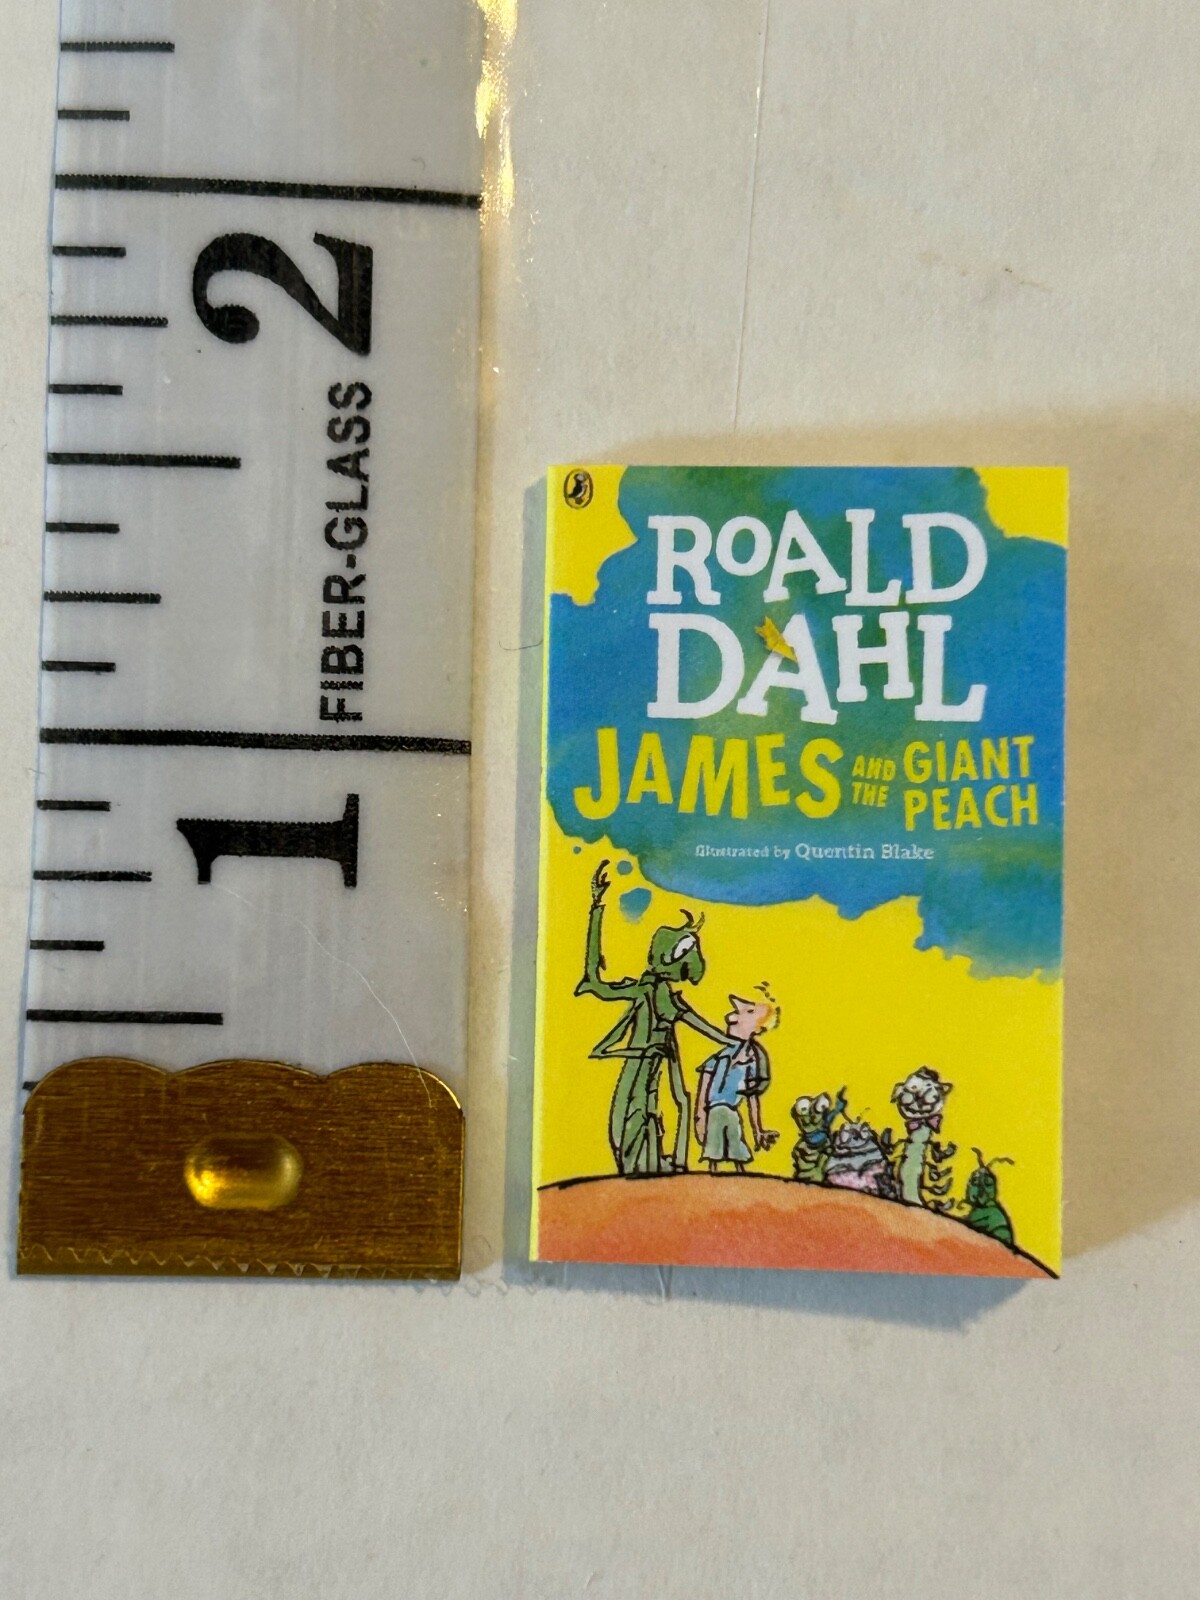 2
FIBER-GLASS
1
ROALD
DAHL
JAMES AND THE GIANT PEACH
Illustrated by Quentin Blake